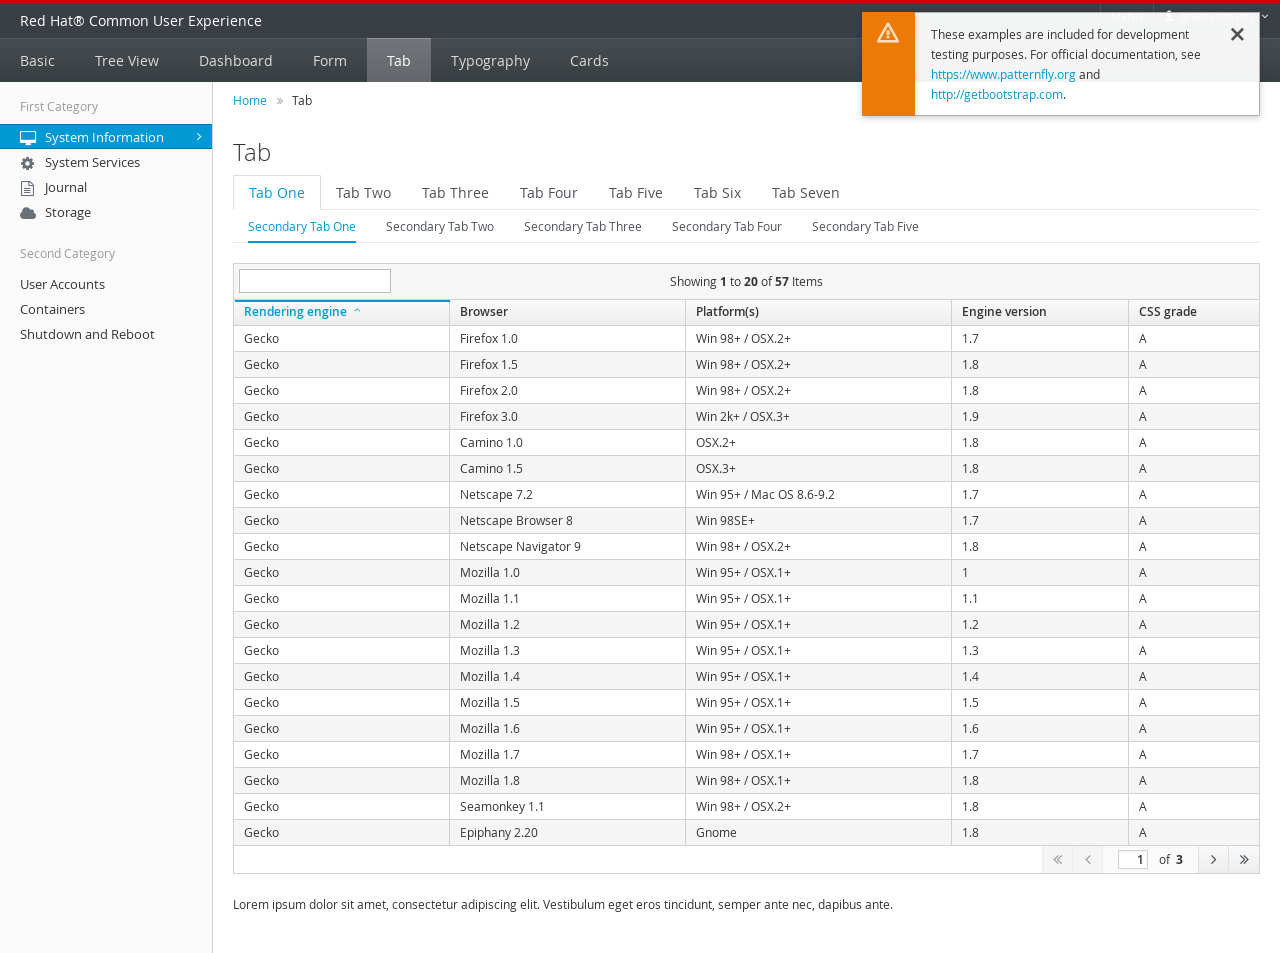 Red Hat® Common User Experience
Basic Tree View Dashboard Form Tab Typography Cards
These examples are included for development
testing purposes. For official documentation, see
https://www.patternfly.org and
http://getbootstrap.com.
First Category
System Information
System Services
Journal
Storage
Second Category
User Accounts
Containers
Shutdown and Reboot
Home » Tab
Tab
Tab One Tab Two Tab Three Tab Four Tab Five Tab Six Tab Seven
Secondary Tab One Secondary Tab Two Secondary Tab Three Secondary Tab Four Secondary Tab Five
Showing 1 to 20 of 57 Items
Rendering engine Browser Platform(s) Engine version CSS grade
Gecko Firefox 1.0 Win 98+ / OSX.2+ 1.7 A
Gecko Firefox 1.5 Win 98+ / OSX.2+ 1.8 A
Gecko Firefox 2.0 Win 98+ / OSX.2+ 1.8 A
Gecko Firefox 3.0 Win 2k+ / OSX.3+ 1.9 A
Gecko Camino 1.0 OSX.2+ 1.8 A
Gecko Camino 1.5 OSX.3+ 1.8 A
Gecko Netscape 7.2 Win 95+ / Mac OS 8.6-9.2 1.7 A
Gecko Netscape Browser 8 Win 98SE+ 1.7 A
Gecko Netscape Navigator 9 Win 98+ / OSX.2+ 1.8 A
Gecko Mozilla 1.0 Win 95+ / OSX.1+ 1 A
Gecko Mozilla 1.1 Win 95+ / OSX.1+ 1.1 A
Gecko Mozilla 1.2 Win 95+ / OSX.1+ 1.2 A
Gecko Mozilla 1.3 Win 95+ / OSX.1+ 1.3 A
Gecko Mozilla 1.4 Win 95+ / OSX.1+ 1.4 A
Gecko Mozilla 1.5 Win 95+ / OSX.1+ 1.5 A
Gecko Mozilla 1.6 Win 95+ / OSX.1+ 1.6 A
Gecko Mozilla 1.7 Win 98+ / OSX.1+ 1.7 A
Gecko Mozilla 1.8 Win 98+ / OSX.1+ 1.8 A
Gecko Seamonkey 1.1 Win 98+ / OSX.2+ 1.8 A
Gecko Epiphany 2.20 Gnome 1.8 A
1 of 3
Lorem ipsum dolor sit amet, consectetur adipiscing elit. Vestibulum eget eros tincidunt, semper ante nec, dapibus ante.